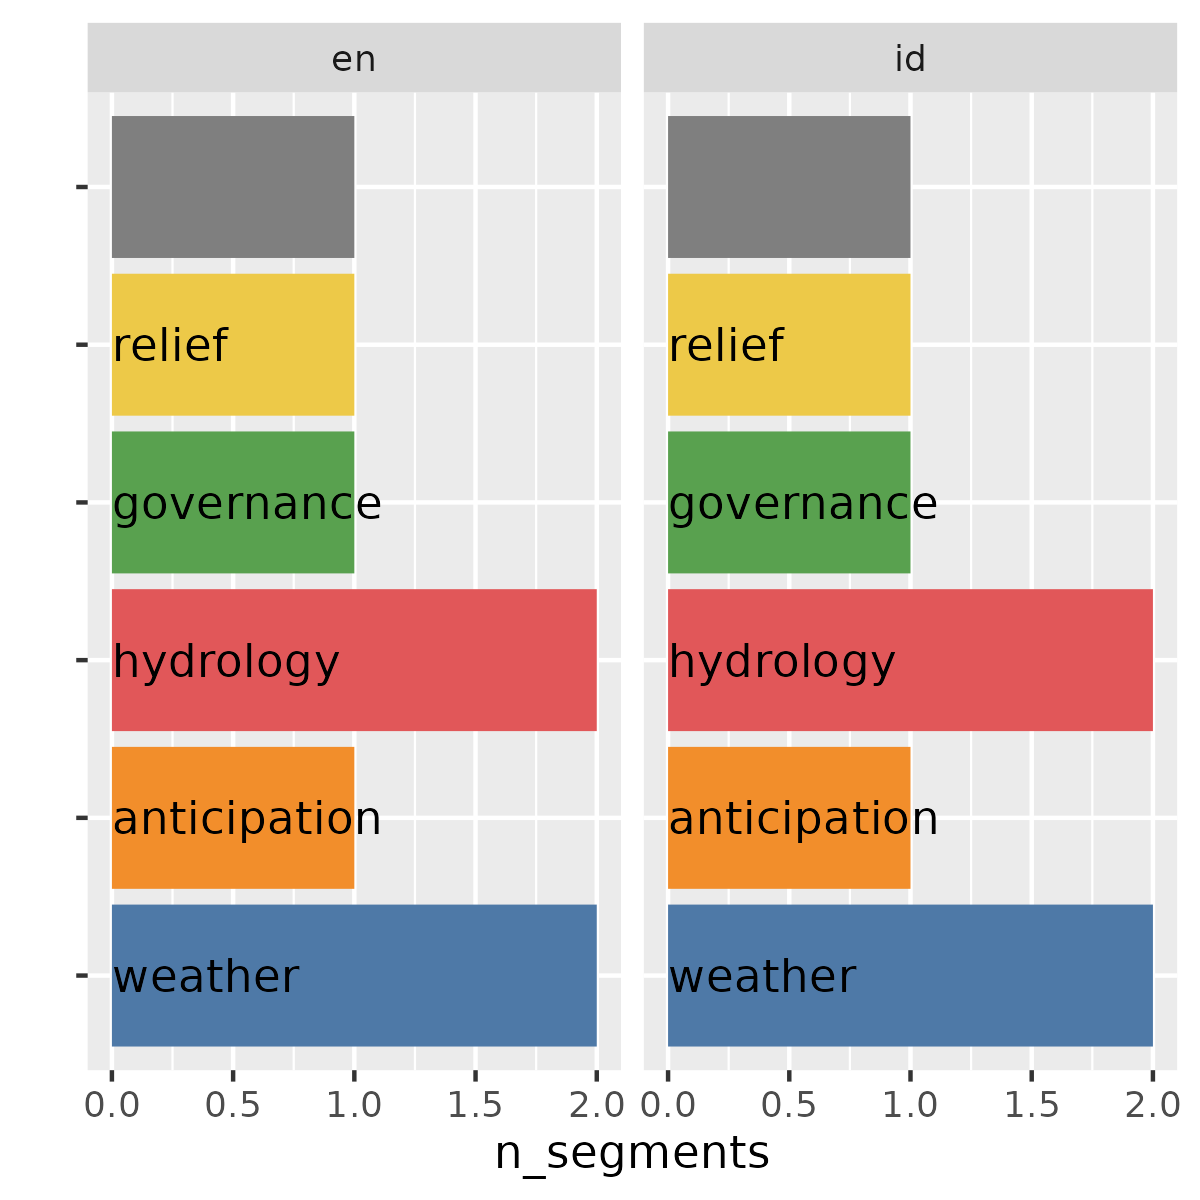 en id
relief relief
governance governance
hydrology hydrology
anticipation anticipation
weather weather
0.0 0.5 1.0 1.5 2.0 0.0 0.5 1.0 1.5 2.0
n_segments